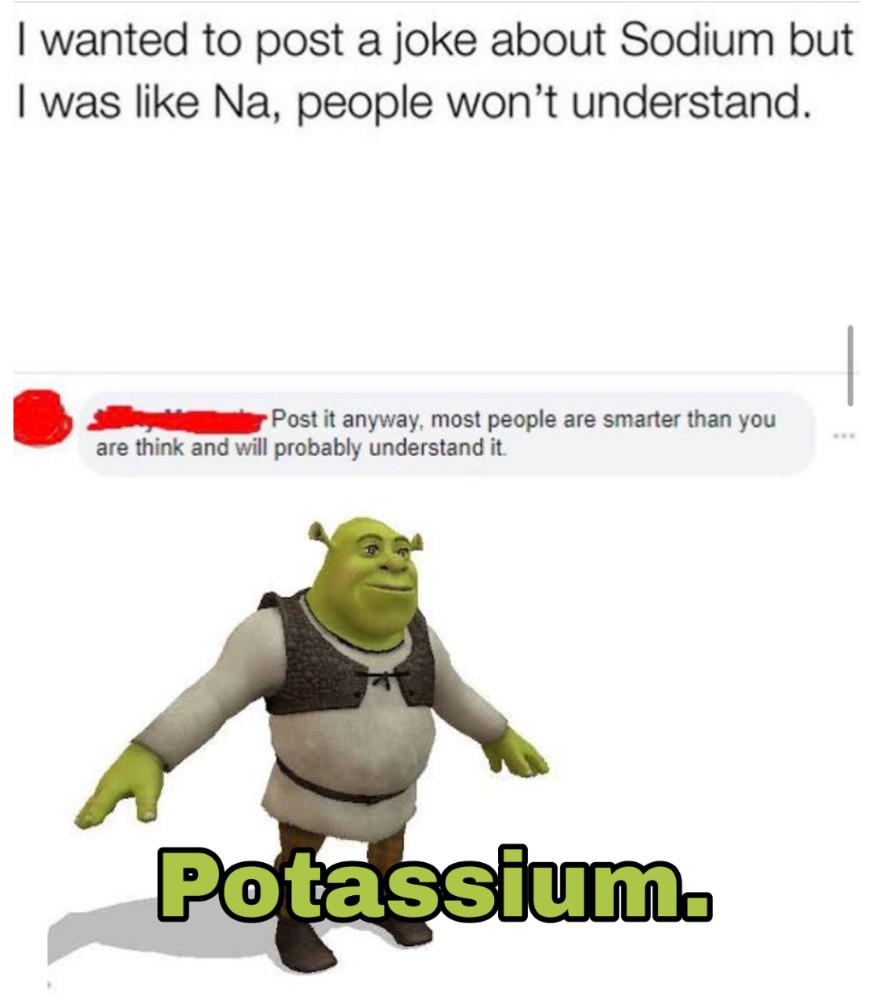 I wanted to post a joke about Sodium but
I was like Na, people won't understand.
Post it anyway, most people are smarter than you
are think and will probably understand it.
Potassium.